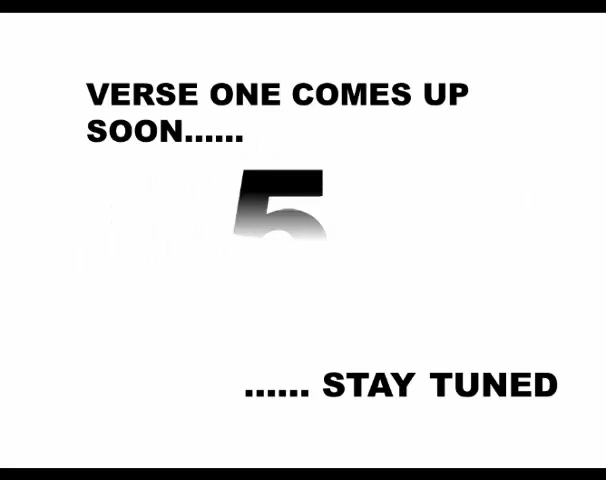 VERSE ONE COMES UP
SOON......
5
...... STAY TUNED